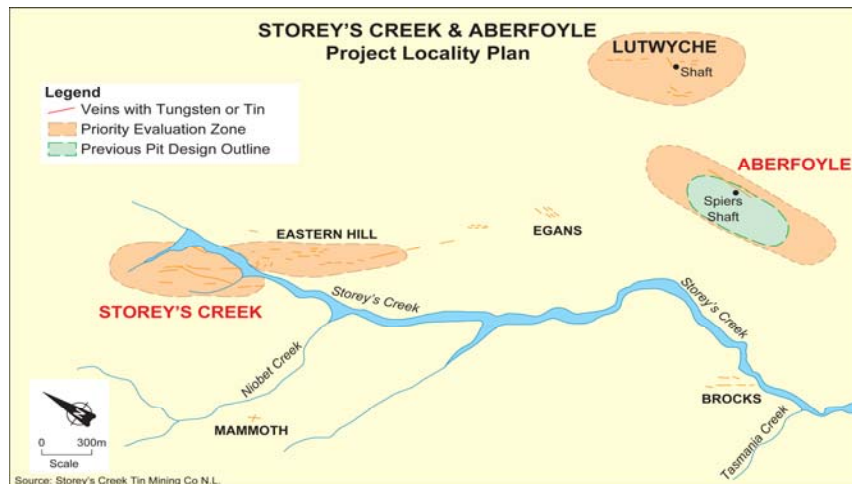 STOREY'S CREEK & ABERFOYLE
Project Locality Plan
LUTWYCHE
Shaft
Legend
Veins with Tungsten or Tin
Priority Evaluation Zone
Previous Pit Design Outline
ABERFOYLE
Spiers
Shaft
EASTERN HILL
EGANS
STOREY'S CREEK
Storey's Creek
Storey's Creek
Niobet Creek
MAMMOTH
BROCKS
Tasmania Creek
0 300m
Scale
Source: Storey's Creek Tin Mining Co N.L.